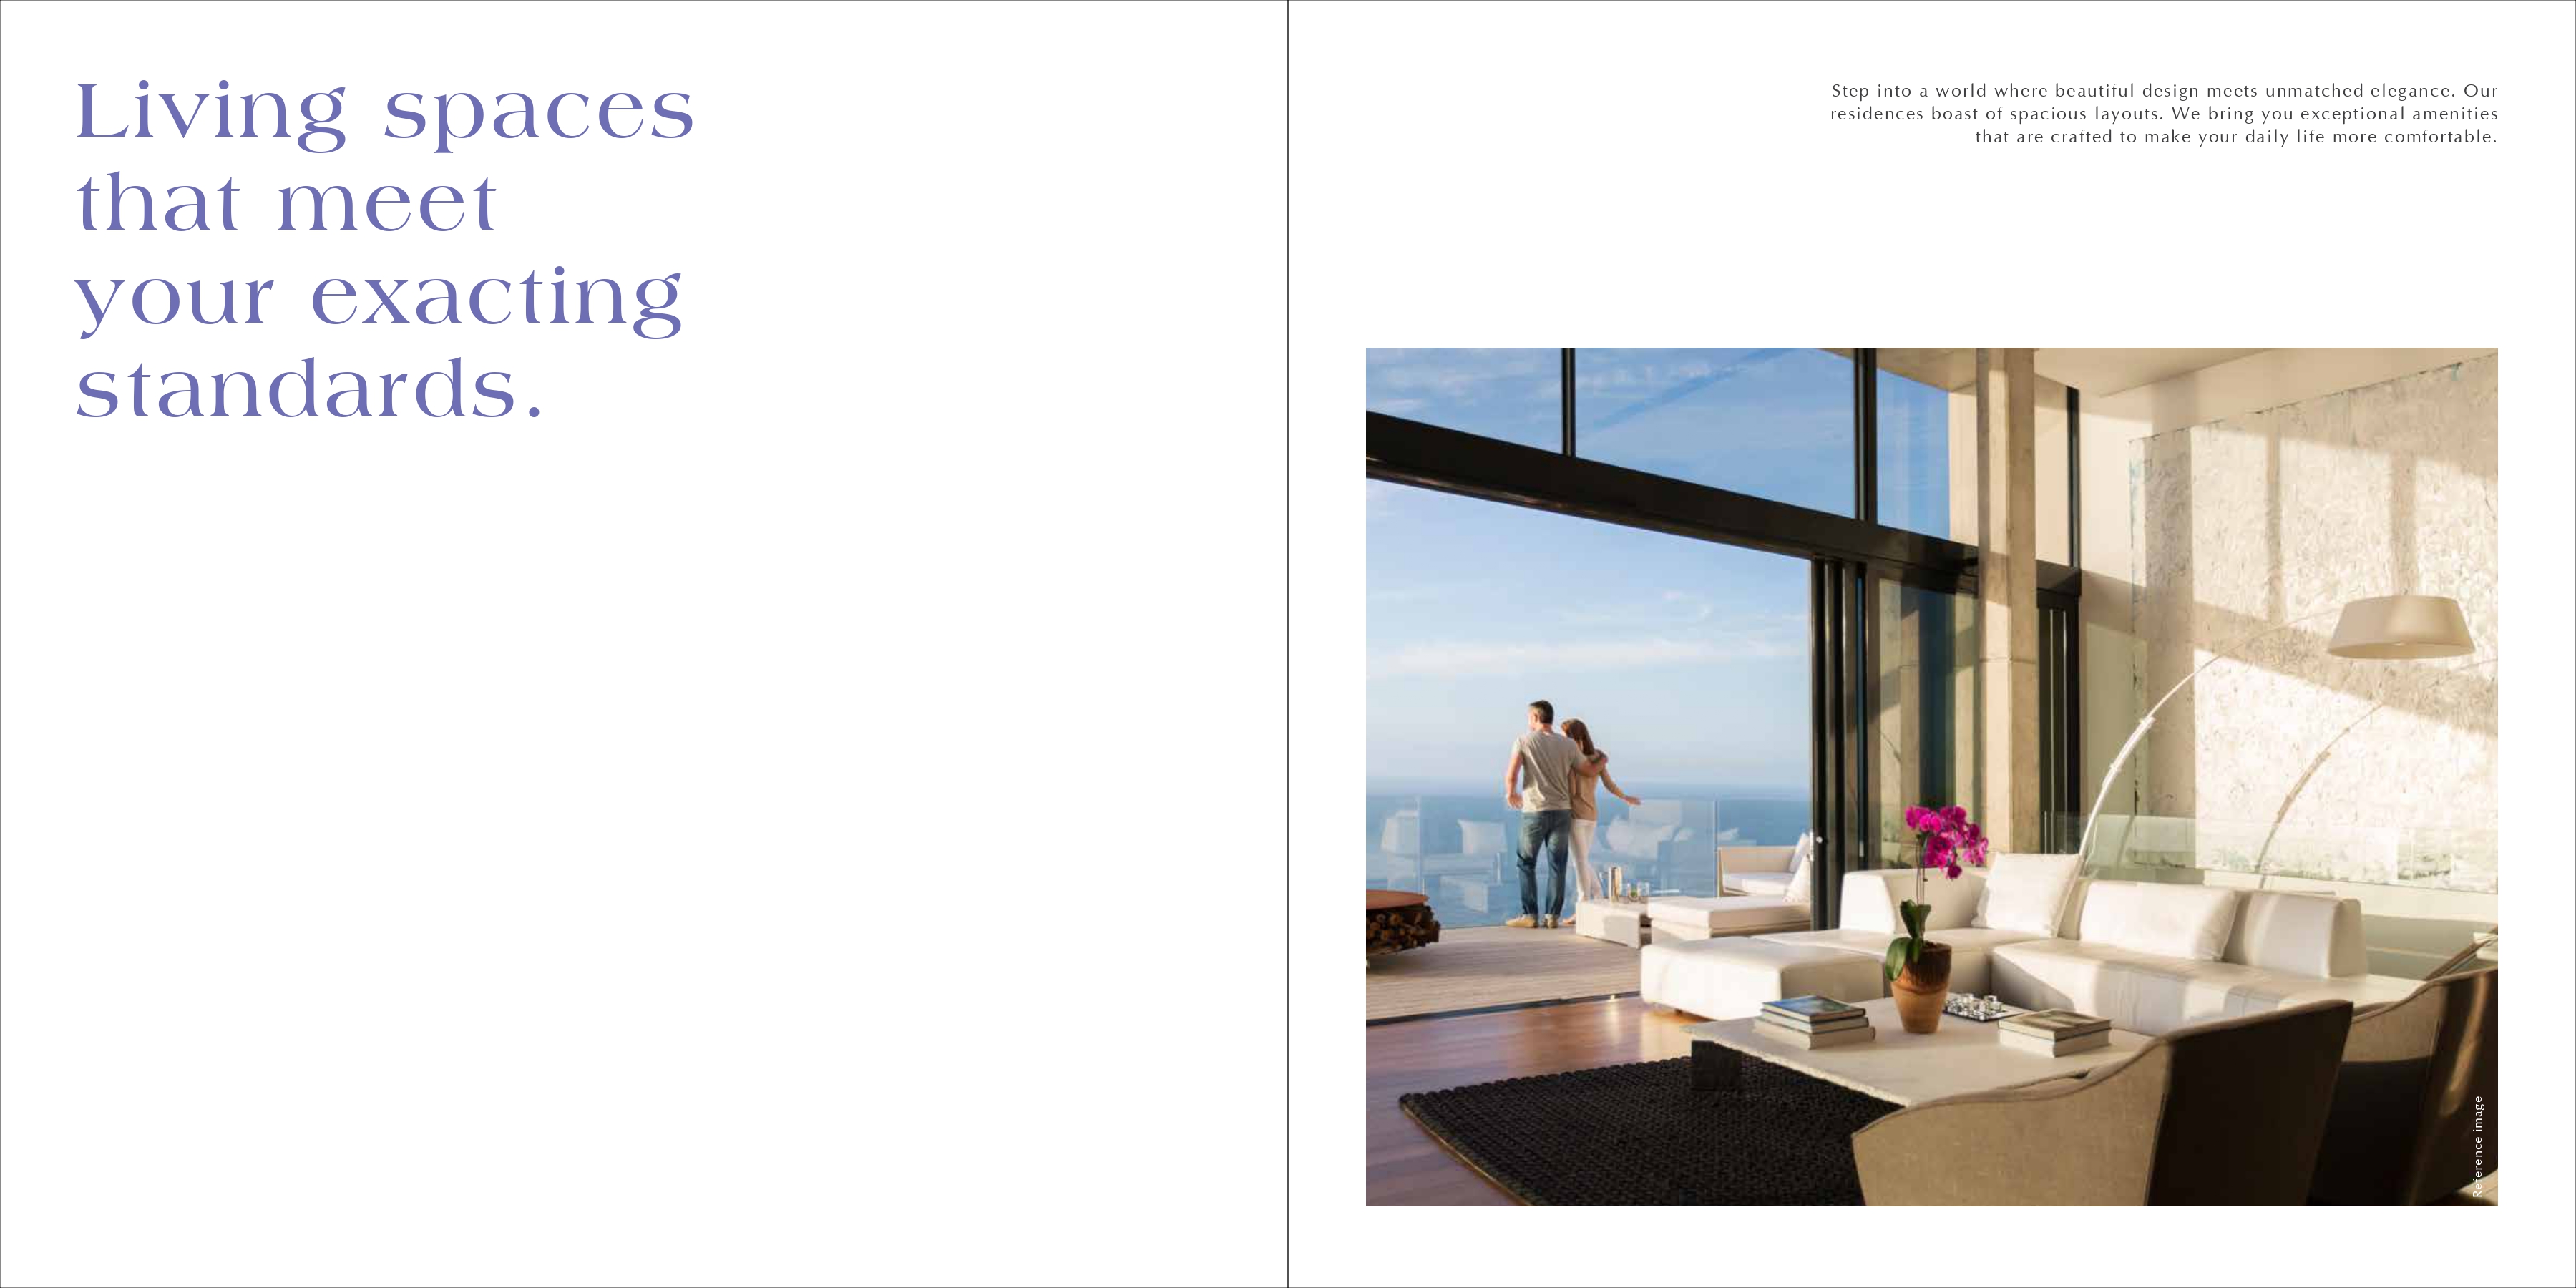 Living spaces
that meet
your exacting
standards.
Step into a world where beautiful design meets unmatched elegance. Our
residences boast of spacious layouts. We bring you exceptional amenities
that are crafted to make your daily life more comfortable.
Reference image